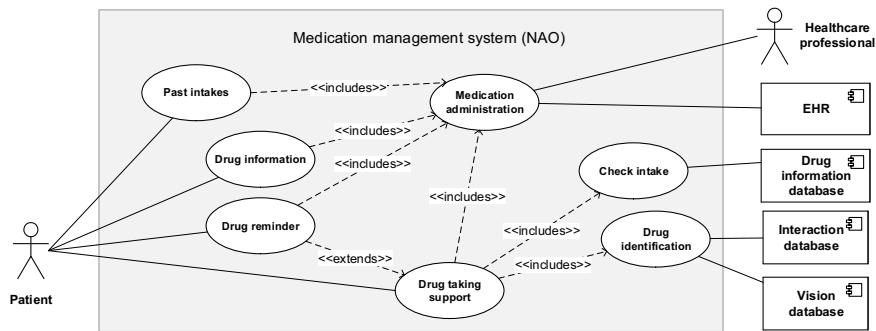 Medication management system (NAO)
Healthcare
professional
Past intakes
<<includes>>
Medication
administration
EHR
Drug information
<<includes>>
<<includes>>
Check intake
Drug
information
database
Drug reminder
<<includes>>
<<includes>>
Drug
identification
Interaction
database
<<extends>>
<<includes>>
Drug taking
support
Patient
Vision
database